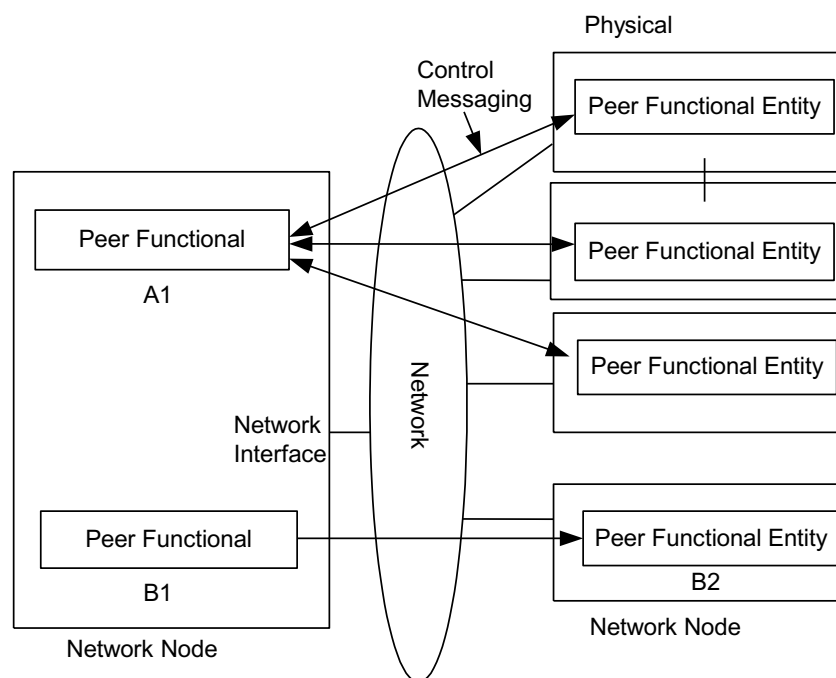 Physical
Control
Messaging
Peer Functional Entity
Peer Functional
A1
Peer Functional Entity
Peer Functional Entity
Network
Network
Interface
Peer Functional
B1
Peer Functional Entity
B2
Network Node
Network Node